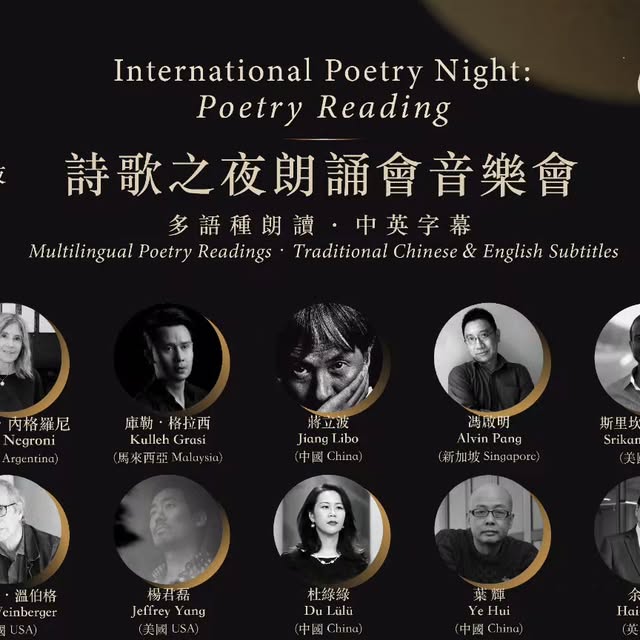 International Poetry Night:
Poetry Reading
詩歌之夜朗誦會音樂會
多語種朗讀・中英字幕
Multilingual Poetry Readings・Traditional Chinese & English Subtitles
・內格羅尼
Negroni
Argentina)
庫勒・格拉西
Kulleh Grasi
(馬來西亞 Malaysia)
蔣立波
Jiang Libo
(中國 China)
馮啟明
Alvin Pang
(新加坡 Singapore)
斯里坎
Srikan
(美
・溫伯格
Weinberger
USA)
楊君磊
Jeffrey Yang
(美國 USA)
杜綠綠
Du Lülü
(中國 China)
葉輝
Ye Hui
(中國 China)
余
Hai
(英